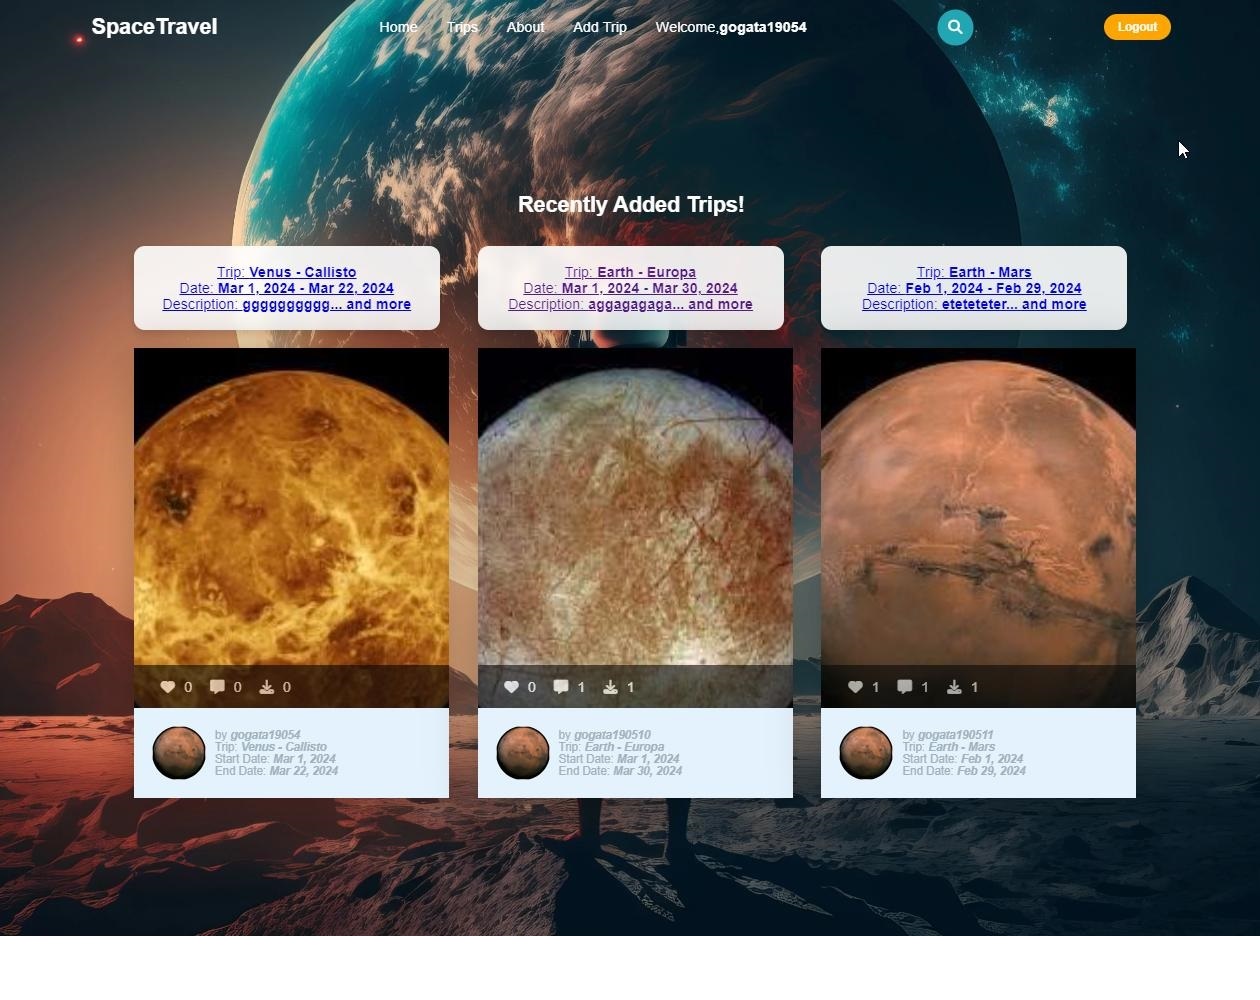 SpaceTravel
Home Trips About Add Trip Welcome,gogata19054
Logout
Recently Added Trips!
Trip: Venus - Callisto
Date: Mar 1, 2024 - Mar 22, 2024
Description: gggggggggg... and more
Trip: Earth - Europa
Date: Mar 1, 2024 - Mar 30, 2024
Description: aggagagaga... and more
Trip: Earth - Mars
Date: Feb 1, 2024 - Feb 29, 2024
Description: eteteteter... and more
0 0 0
1 1 1
0 1 1
by gogata19054
Trip: Venus - Callisto
Start Date: Mar 1, 2024
End Date: Mar 22, 2024
by gogata190510
Trip: Earth - Europa
Start Date: Mar 1, 2024
End Date: Mar 30, 2024
by gogata190511
Trip: Earth - Mars
Start Date: Feb 1, 2024
End Date: Feb 29, 2024